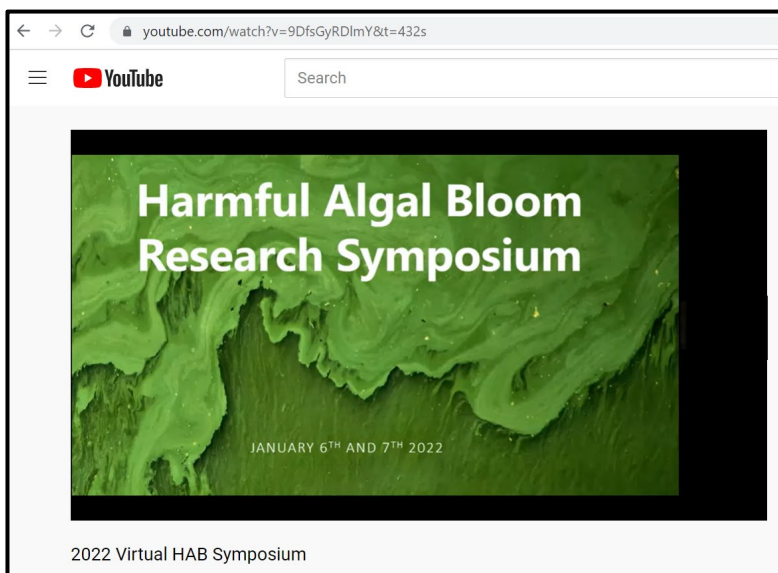 youtube.com/watch?v=9DfsGyRDlmY&t=432s
YouTube
Search
Harmful Algal Bloom
Research Symposium
JANUARY 6TH AND 7TH 2022
2022 Virtual HAB Symposium